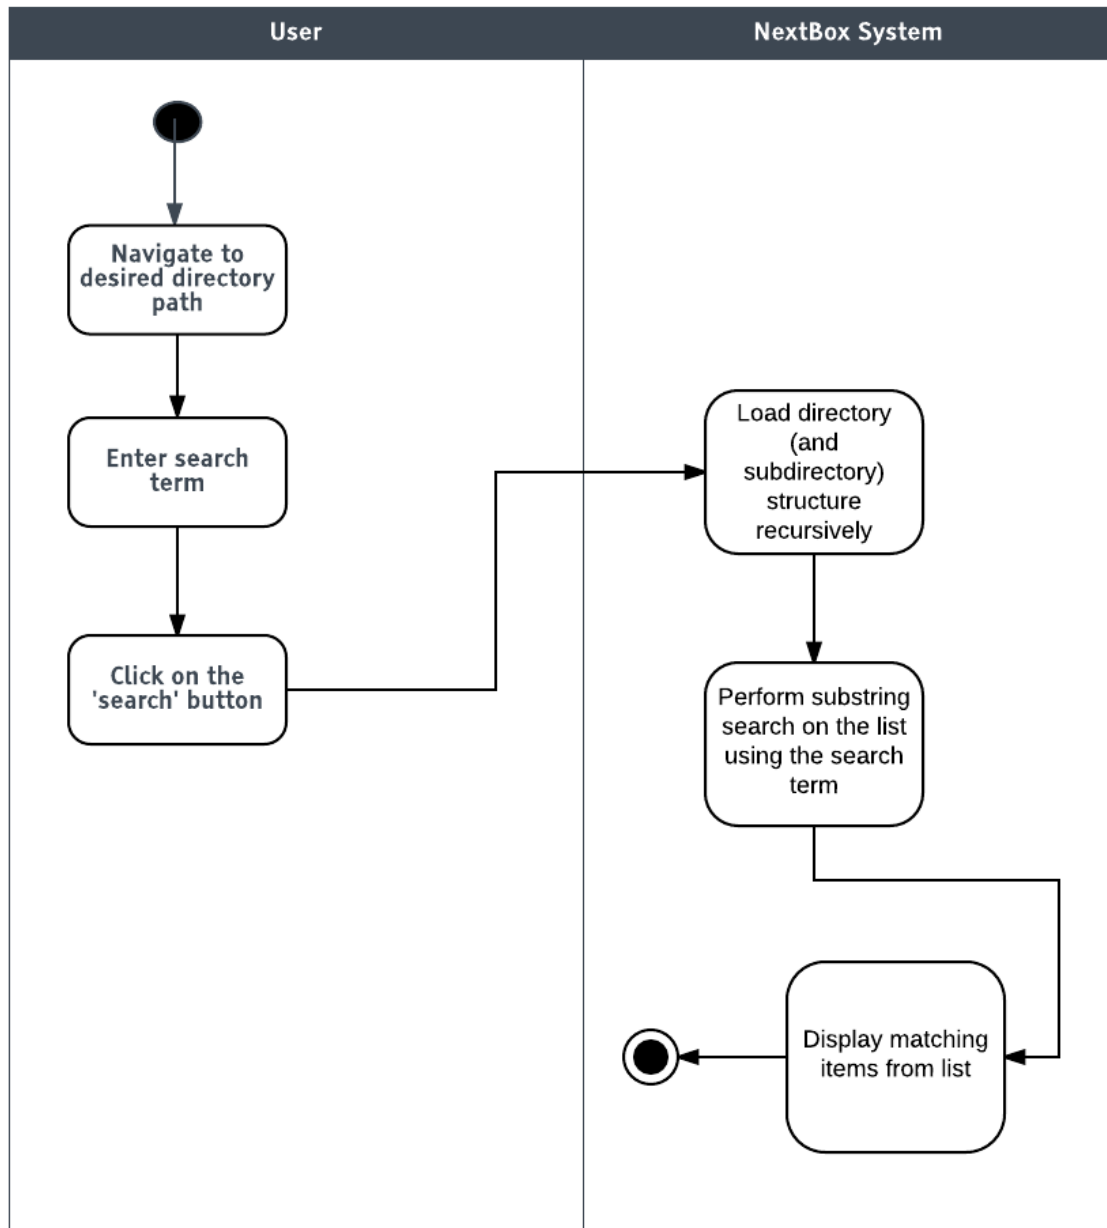 User
NextBox System
Navigate to
desired directory
path
Enter search
term
Click on the
'search' button
Load directory
(and
subdirectory)
structure
recursively
Perform substring
search on the list
using the search
term
Display matching
items from list